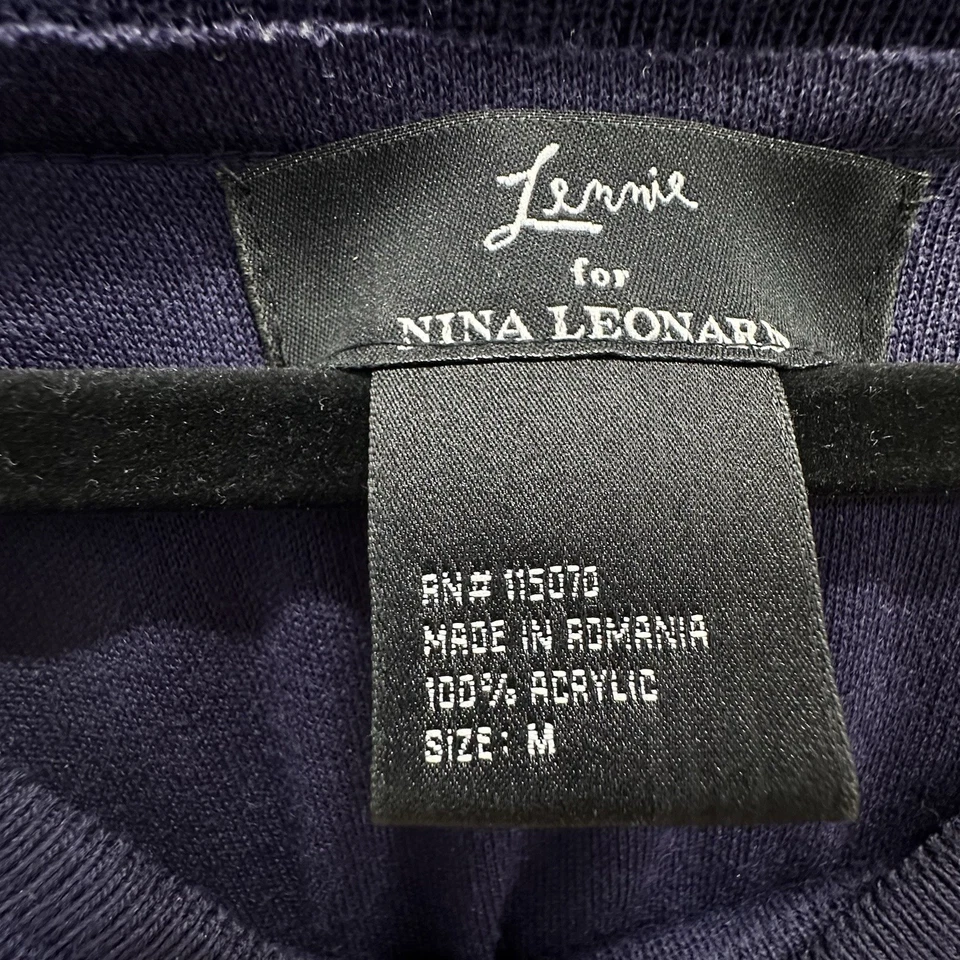 Lennie
for
NINA LEONARD
RN# 115070
MADE IN ROMANIA
100% ACRYLIC
SIZE: M